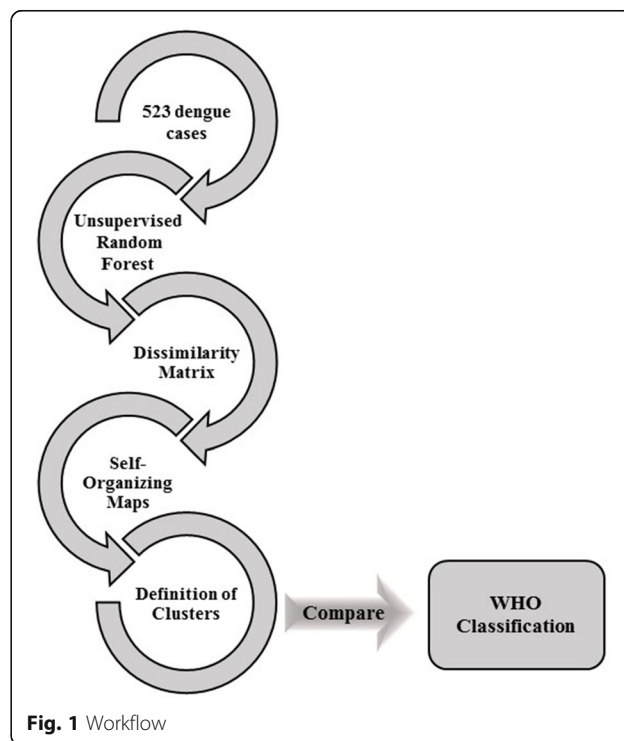 523 dengue
cases
Unsupervised
Random
Forest
Dissimilarity
Matrix
Self-
Organizing
Maps
Definition of
Clusters
Compare
WHO
Classification
Fig. 1 Workflow